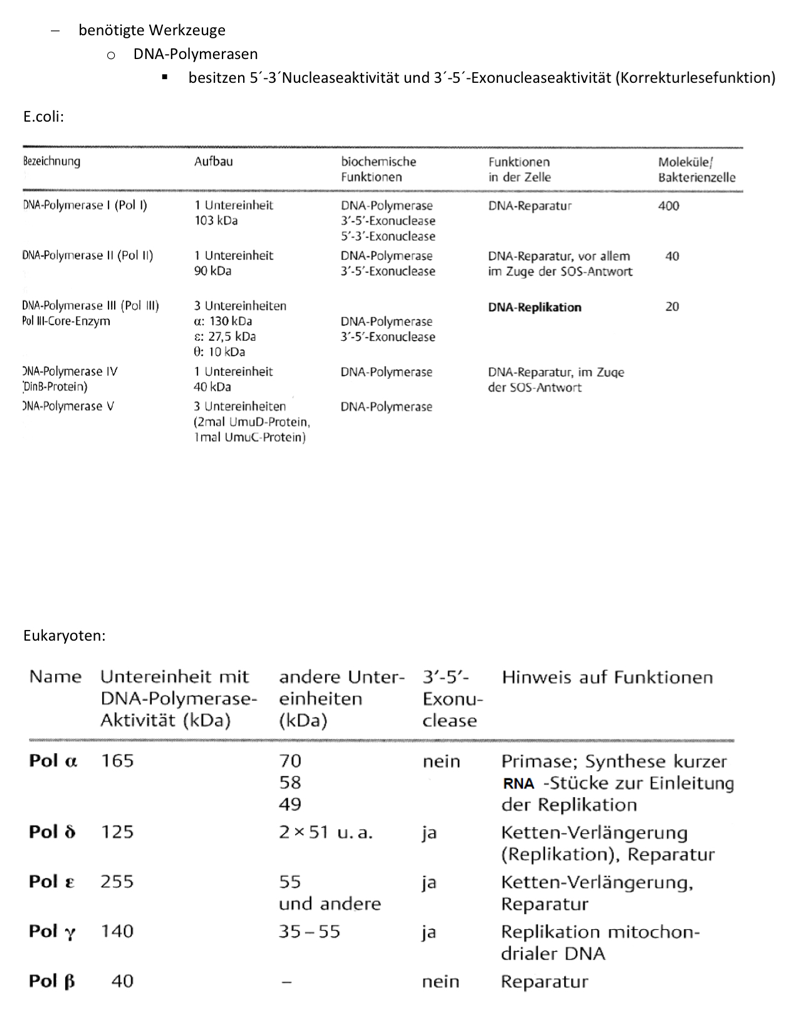 – benötigte Werkzeuge
o DNA-Polymerasen
▪ besitzen 5´-3´Nucleaseaktivität und 3´-5´-Exonucleaseaktivität (Korrekturlesefunktion)
E.coli:
Bezeichnung Aufbau biochemische Funktionen Moleküle/
Funktionen in der Zelle Bakterienzelle
DNA-Polymerase I (Pol I) 1 Untereinheit DNA-Polymerase DNA-Reparatur 400
103 kDa 3′-5′-Exonuclease
5′-3′-Exonuclease
DNA-Polymerase II (Pol II) 1 Untereinheit DNA-Polymerase DNA-Reparatur, vor allem 40
90 kDa 3′-5′-Exonuclease im Zuge der SOS-Antwort
DNA-Polymerase III (Pol III) 3 Untereinheiten DNA-Replikation 20
Pol III-Core-Enzym α: 130 kDa DNA-Polymerase
ε: 27,5 kDa 3′-5′-Exonuclease
θ: 10 kDa
DNA-Polymerase IV 1 Untereinheit DNA-Polymerase DNA-Reparatur, im Zuge
(DinB-Protein) 40 kDa der SOS-Antwort
DNA-Polymerase V 3 Untereinheiten DNA-Polymerase
(2mal UmuD-Protein,
1mal UmuC-Protein)
Eukaryoten:
Name Untereinheit mit andere Unter- 3′-5′- Hinweis auf Funktionen
DNA-Polymerase- einheiten Exonu-
Aktivität (kDa) (kDa) clease
Pol α 165 70 nein Primase; Synthese kurzer
58 RNA -Stücke zur Einleitung
49 der Replikation
Pol δ 125 2 × 51 u. a. ja Ketten-Verlängerung
(Replikation), Reparatur
Pol ε 255 55 ja Ketten-Verlängerung,
und andere Reparatur
Pol γ 140 35 – 55 ja Replikation mitochon-
drialer DNA
Pol β 40 – nein Reparatur